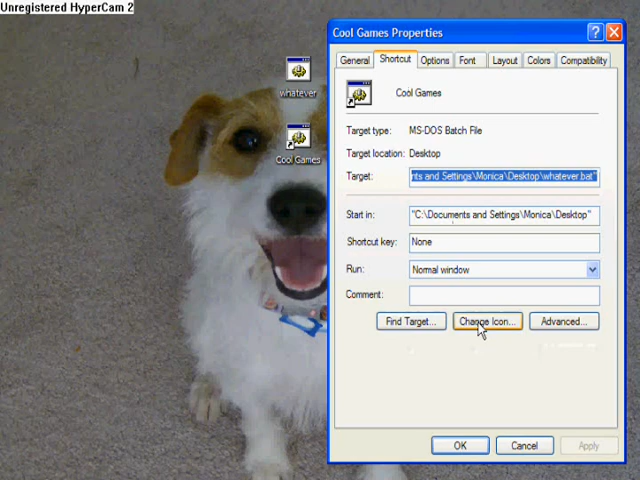 Unregistered HyperCam 2
whatever
Cool Games
Cool Games Properties
General Shortcut Options Font Layout Colors Compatibility
Cool Games
Target type: MS-DOS Batch File
Target location: Desktop
Target: nts and Settings\Monica\Desktop\whatever.bat"
Start in: "C:\Documents and Settings\Monica\Desktop"
Shortcut key: None
Run: Normal window
Comment:
Find Target... Change Icon... Advanced...
OK Cancel Apply